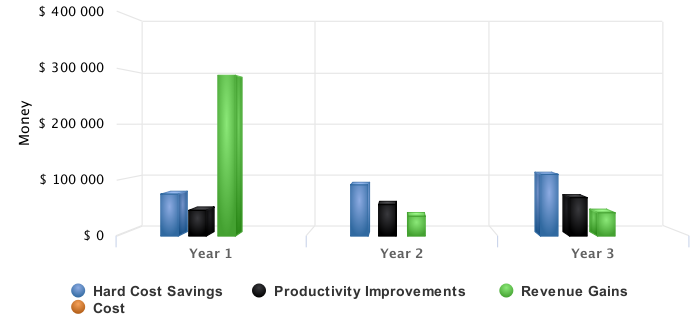 $ 400 000
$ 300 000
$ 200 000
$ 100 000
$ 0
Money
Year 1 Year 2 Year 3
Hard Cost Savings Productivity Improvements Revenue Gains
Cost